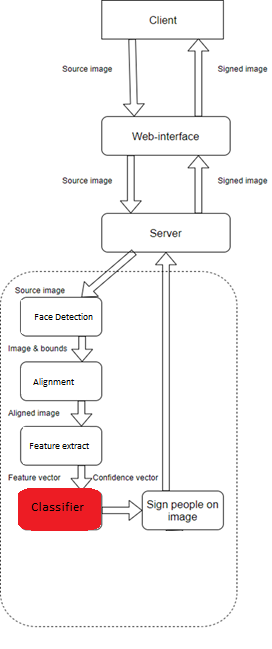 Client
Source image
Signed image
Web-interface
Source image
Signed image
Server
Source image
Face Detection
Image & bounds
Alignment
Aligned image
Feature extract
Feature vector
Confidence vector
Classifier
Sign people on
image